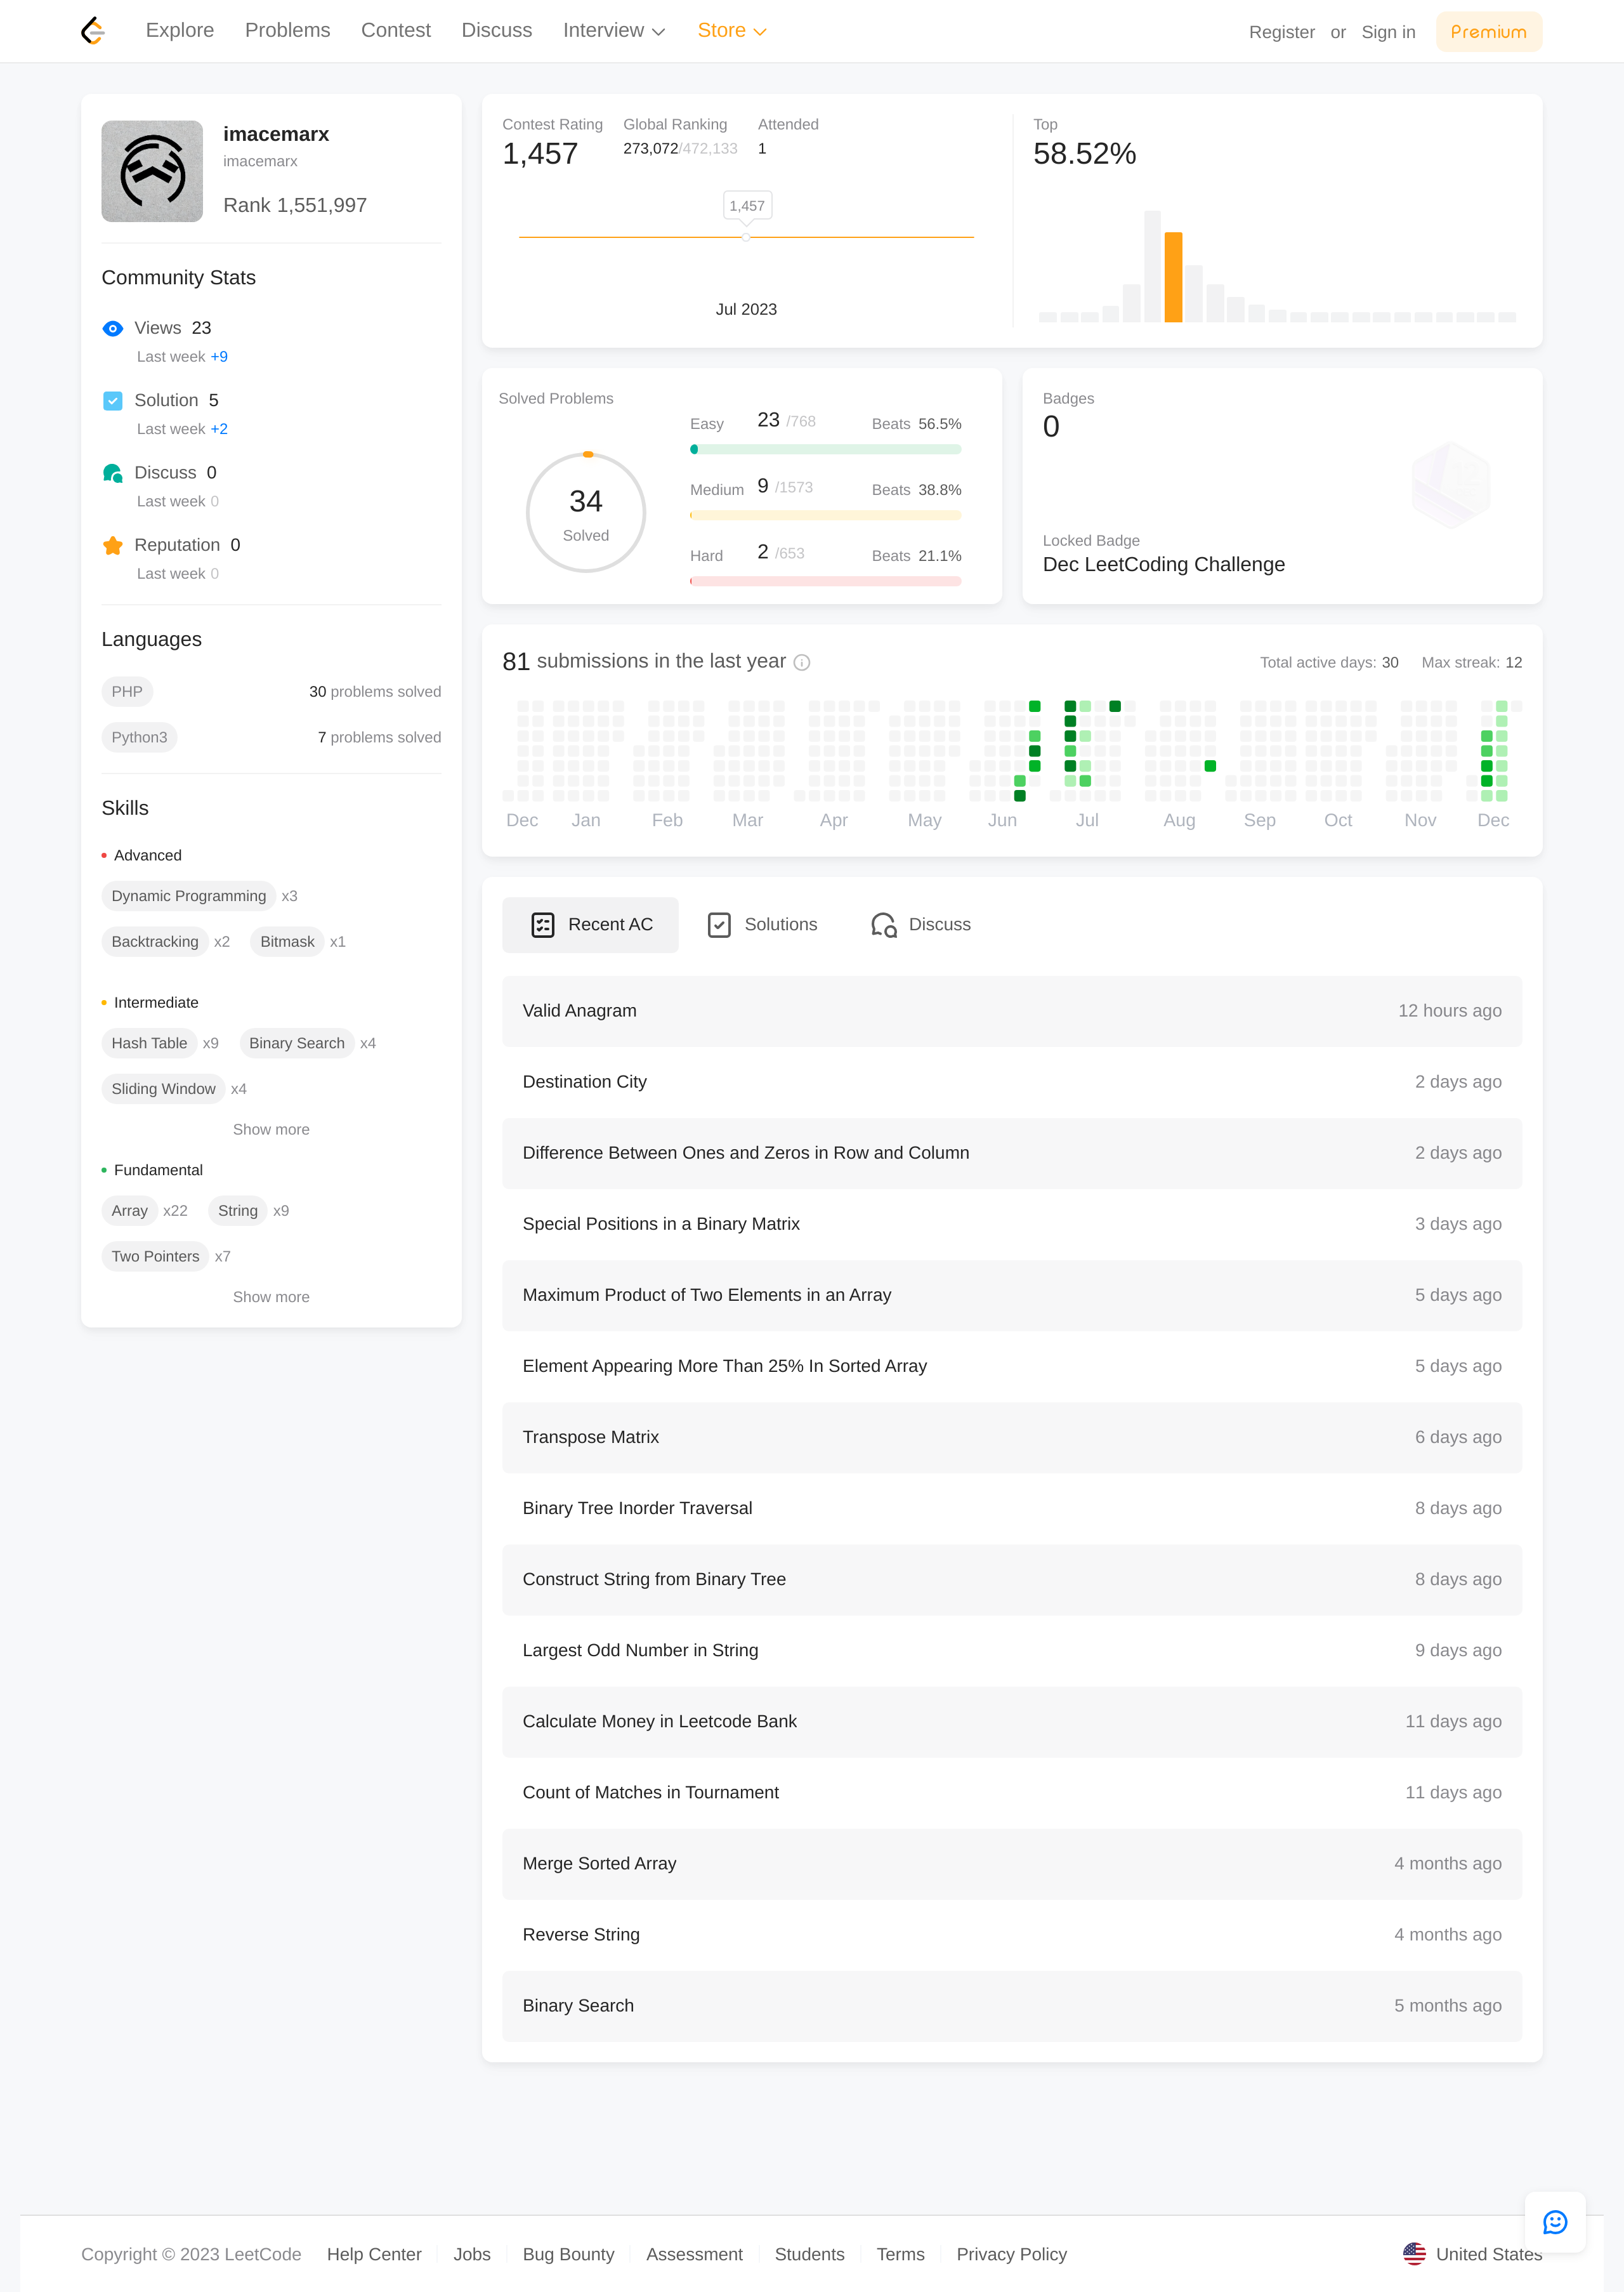 Explore Problems Contest Discuss Interview Store Register or Sign in Premium
imacemarx
imacemarx
Rank 1,551,997
Community Stats
Views 23
Last week +9
Solution 5
Last week +2
Discuss 0
Last week 0
Reputation 0
Last week 0
Languages
PHP 30 problems solved
Python3 7 problems solved
Skills
Advanced
Dynamic Programming x3
Backtracking x2 Bitmask x1
Intermediate
Hash Table x9 Binary Search x4
Sliding Window x4
Show more
Fundamental
Array x22 String x9
Two Pointers x7
Show more
Contest Rating Global Ranking Attended
1,457 273,072/472,133 1
1,457
Jul 2023
Top
58.52%
Solved Problems
34
Solved
Easy 23 /768 Beats 56.5%
Medium 9 /1573 Beats 38.8%
Hard 2 /653 Beats 21.1%
Badges
0
Locked Badge
Dec LeetCoding Challenge
81 submissions in the last year Total active days: 30 Max streak: 12
Dec Jan Feb Mar Apr May Jun Jul Aug Sep Oct Nov Dec
Recent AC Solutions Discuss
Valid Anagram 12 hours ago
Destination City 2 days ago
Difference Between Ones and Zeros in Row and Column 2 days ago
Special Positions in a Binary Matrix 3 days ago
Maximum Product of Two Elements in an Array 5 days ago
Element Appearing More Than 25% In Sorted Array 5 days ago
Transpose Matrix 6 days ago
Binary Tree Inorder Traversal 8 days ago
Construct String from Binary Tree 8 days ago
Largest Odd Number in String 9 days ago
Calculate Money in Leetcode Bank 11 days ago
Count of Matches in Tournament 11 days ago
Merge Sorted Array 4 months ago
Reverse String 4 months ago
Binary Search 5 months ago
Copyright © 2023 LeetCode Help Center Jobs Bug Bounty Assessment Students Terms Privacy Policy United States